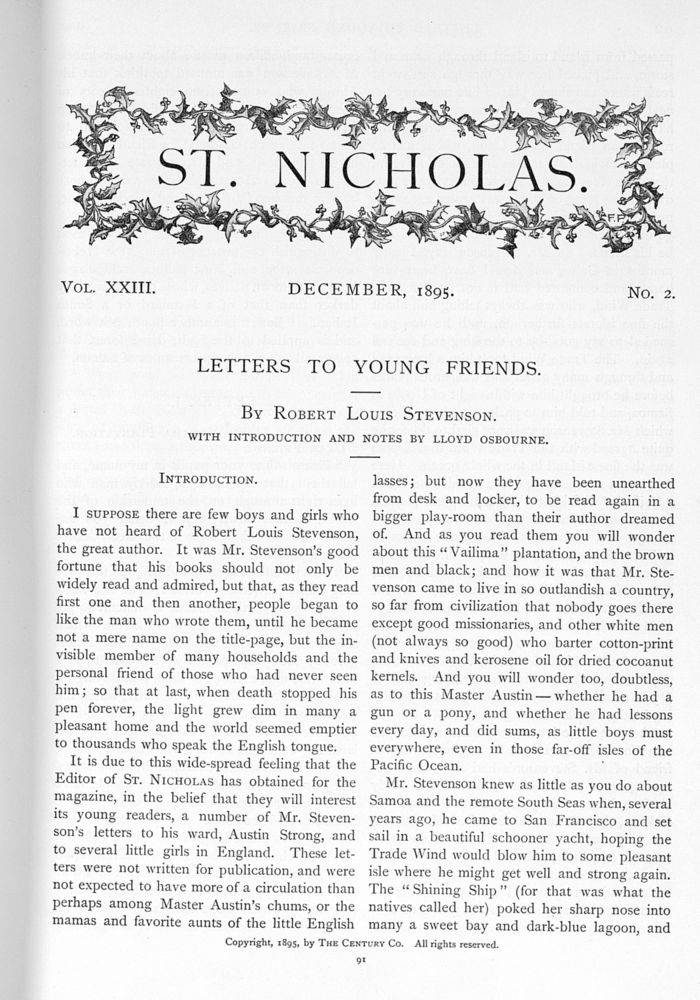 ST. NICHOLAS.
F.F.
VOL. XXIII.
DECEMBER, 1895.
No. 2.
LETTERS TO YOUNG FRIENDS.
BY ROBERT LOUIS STEVENSON.
WITH INTRODUCTION AND NOTES BY LLOYD OSBOURNE.
INTRODUCTION.
I SUPPOSE there are few boys and girls who
have not heard of Robert Louis Stevenson,
the great author. It was Mr. Stevenson's good
fortune that his books should not only be
widely read and admired, but that, as they read
first one and then another, people began to
like the man who wrote them, until he became
not a mere name on the title-page, but the in-
visible member of many households and the
personal friend of those who had never seen
him; so that at last, when death stopped his
pen forever, the light grew dim in many a
pleasant home and the world seemed emptier
to thousands who speak the English tongue.
It is due to this wide-spread feeling that the
Editor of ST. NICHOLAS has obtained for the
magazine, in the belief that they will interest
its young readers, a number of Mr. Steven-
son's letters to his ward, Austin Strong, and
to several little girls in England. These let-
ters were not written for publication, and were
not expected to have more of a circulation than
perhaps among Master Austin's chums, or the
mamas and favorite aunts of the little English
lasses; but now they have been unearthed
from desk and locker, to be read again in a
bigger play-room than their author dreamed
of. And as you read them you will wonder
about this "Vailima" plantation, and the brown
men and black; and how it was that Mr. Ste-
venson came to live in so outlandish a country,
so far from civilization that nobody goes there
except good missionaries, and other white men
(not always so good) who barter cotton-print
and knives and kerosene oil for dried cocoanut
kernels. And you will wonder too, doubtless,
as to this Master Austin — whether he had a
gun or a pony, and whether he had lessons
every day, and did sums, as little boys must
everywhere, even in those far-off isles of the
Pacific Ocean.
Mr. Stevenson knew as little as you do about
Samoa and the remote South Seas when, several
years ago, he came to San Francisco and set
sail in a beautiful schooner yacht, hoping the
Trade Wind would blow him to some pleasant
isle where he might get well and strong again.
The "Shining Ship" (for that was what the
natives called her) poked her sharp nose into
many a sweet bay and dark-blue lagoon, and
Copyright, 1895, by THE CENTURY Co. All rights reserved.
91